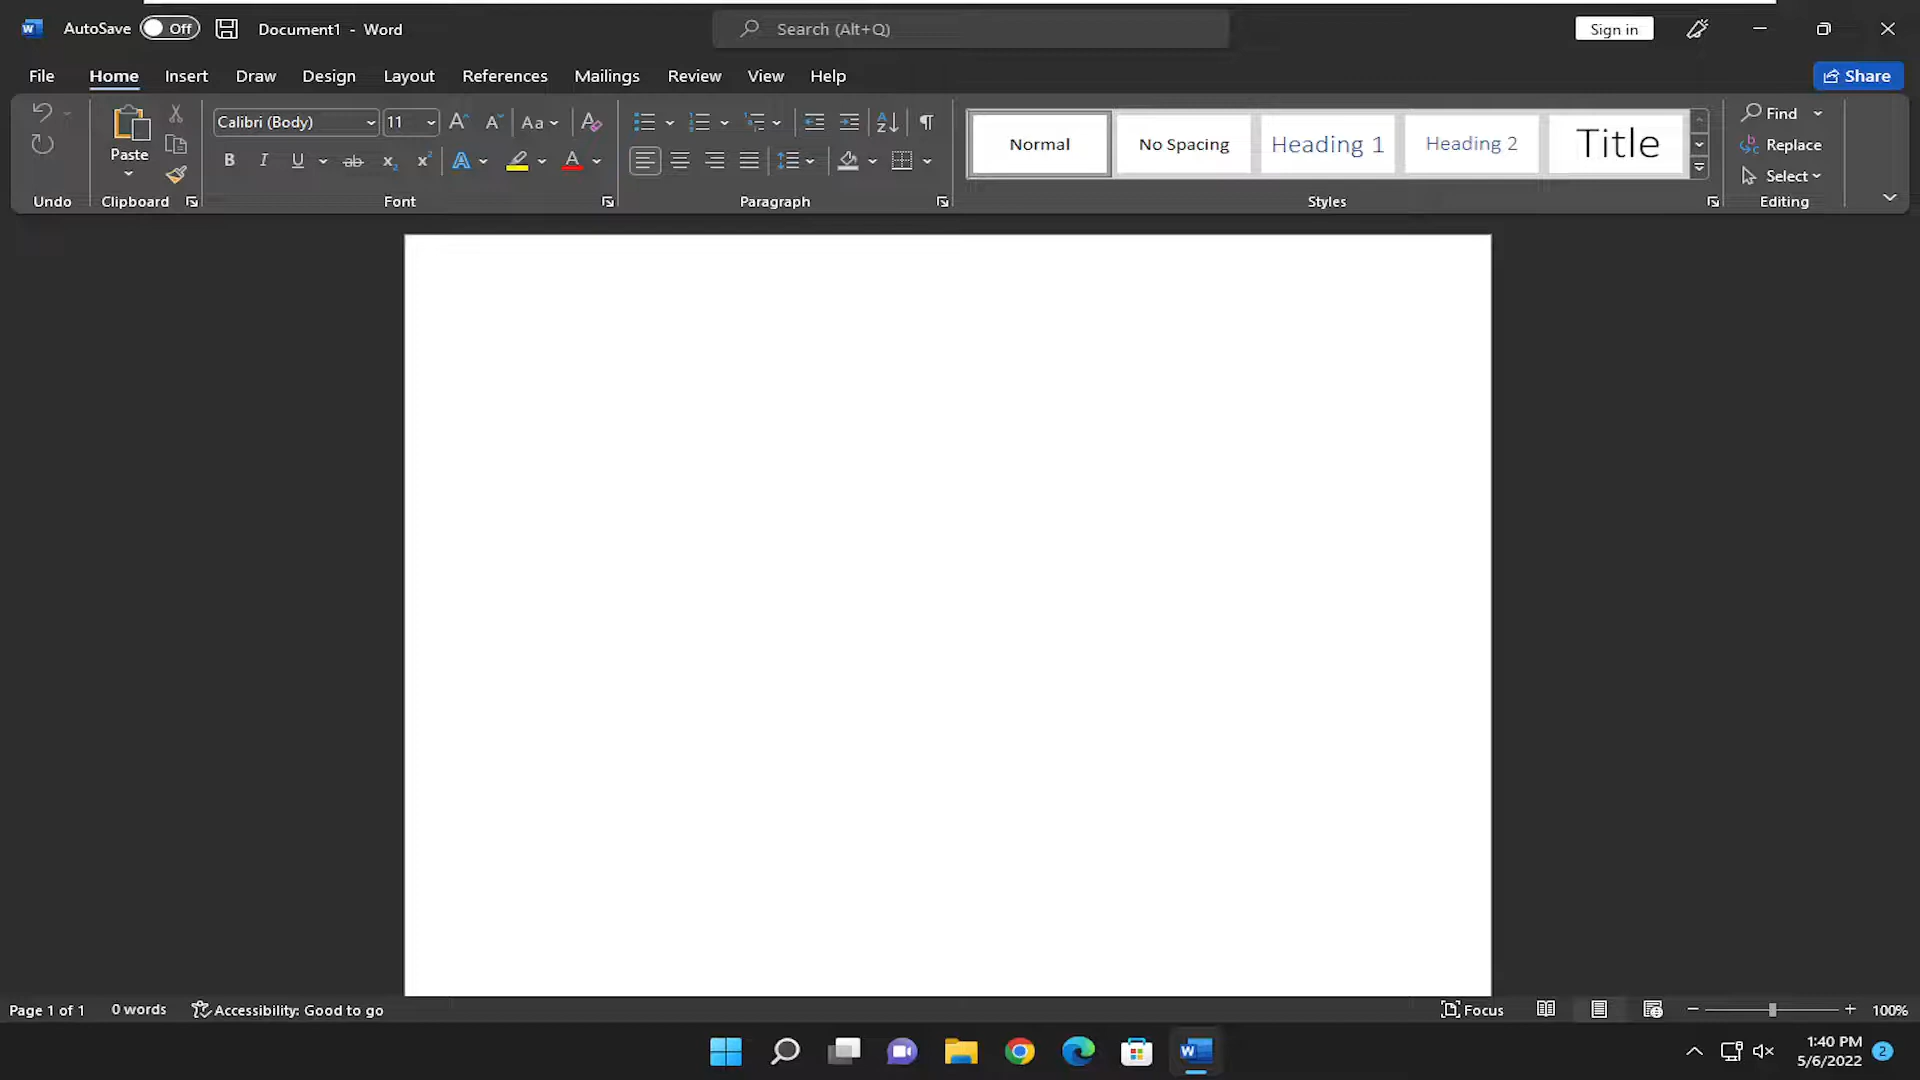 AutoSave Off Document1 - Word Search (Alt+Q) Sign in
File Home Insert Draw Design Layout References Mailings Review View Help Share
Calibri (Body) 11 Aa Normal No Spacing Heading 1 Heading 2 Title Find
Paste Replace
Select
Undo Clipboard Font Paragraph Styles Editing
Page 1 of 1 0 words Accessibility: Good to go Focus 100%
1:40 PM
5/6/2022 2